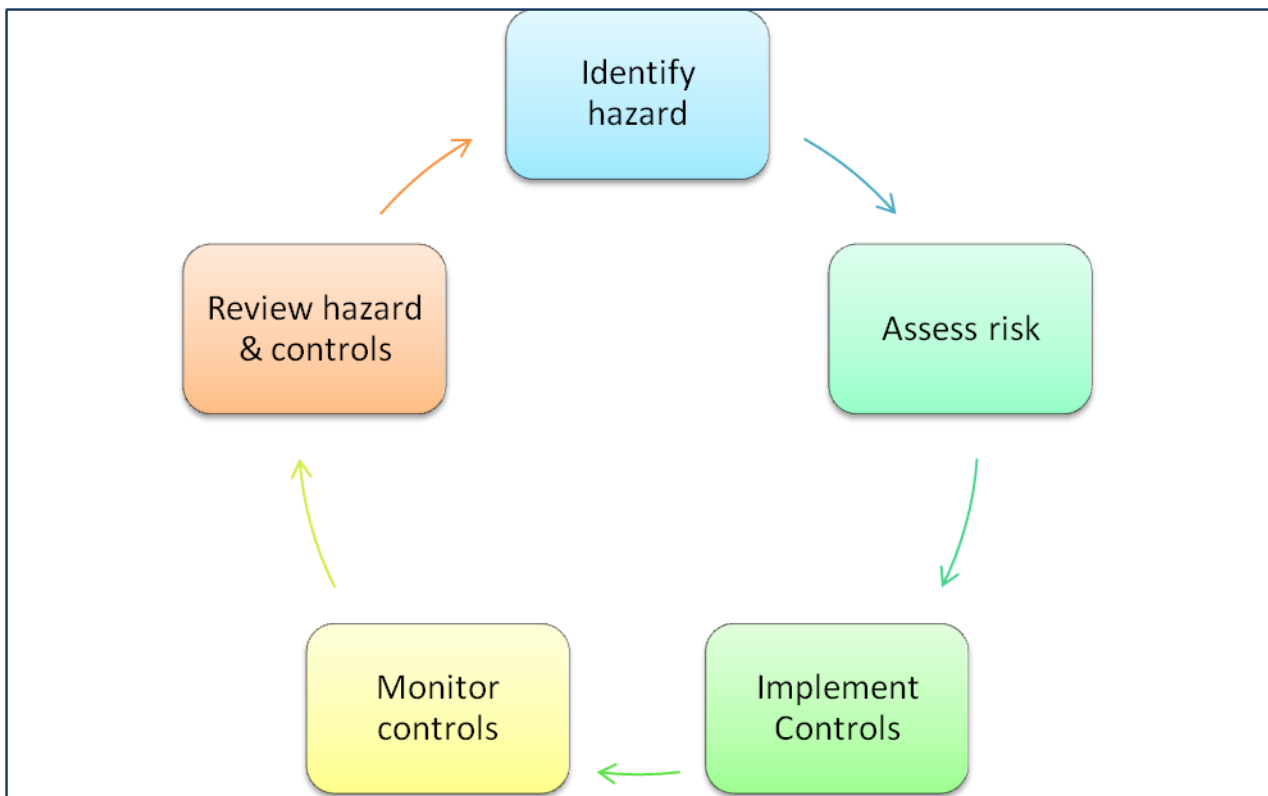 Identify
hazard
Assess risk
Implement
Controls
Monitor
controls
Review hazard
& controls